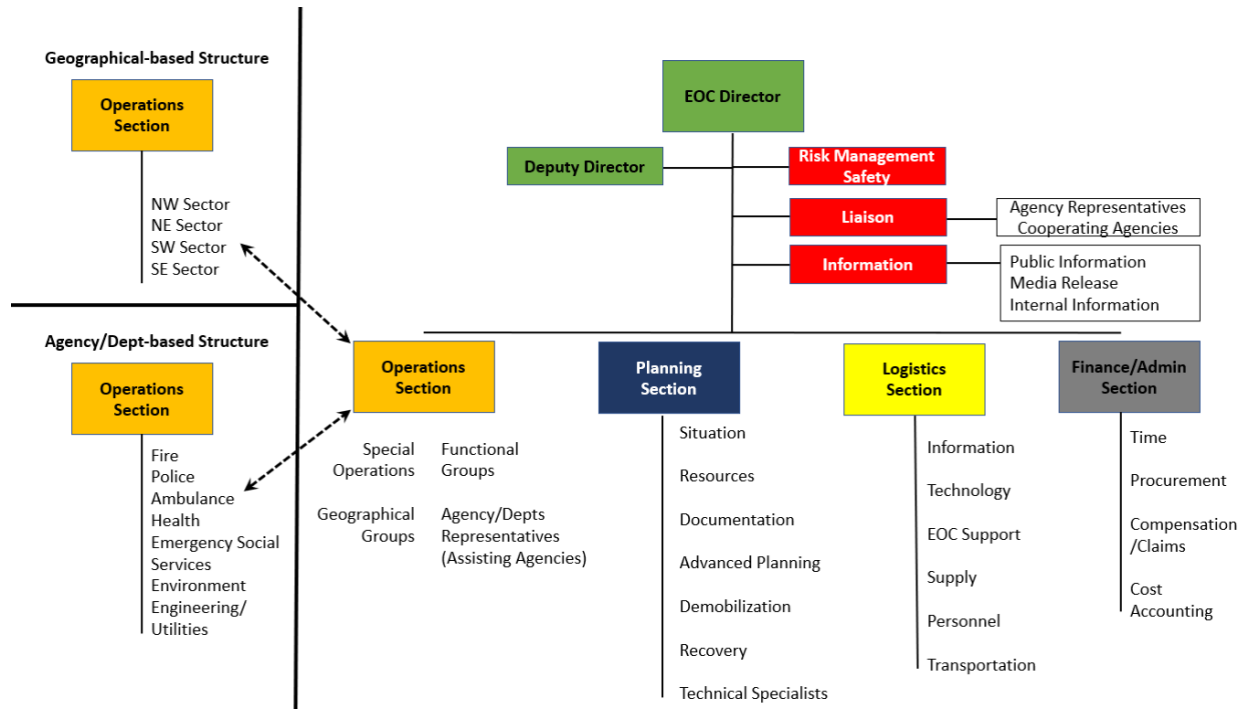 Geographical-based Structure
Operations
Section
NW Sector
NE Sector
SW Sector
SE Sector
Agency/Dept-based Structure
Operations
Section
Fire
Police
Ambulance
Health
Emergency Social
Services
Environment
Engineering/
Utilities
EOC Director
Deputy Director
Risk Management
Safety
Liaison
Agency Representatives
Cooperating Agencies
Information
Public Information
Media Release
Internal Information
Operations
Section
Special
Operations
Functional
Groups
Geographical
Groups
Agency/Depts
Representatives
(Assisting Agencies)
Planning
Section
Situation
Resources
Documentation
Advanced Planning
Demobilization
Recovery
Technical Specialists
Logistics
Section
Information
Technology
EOC Support
Supply
Personnel
Transportation
Finance/Admin
Section
Time
Procurement
Compensation
/Claims
Cost
Accounting